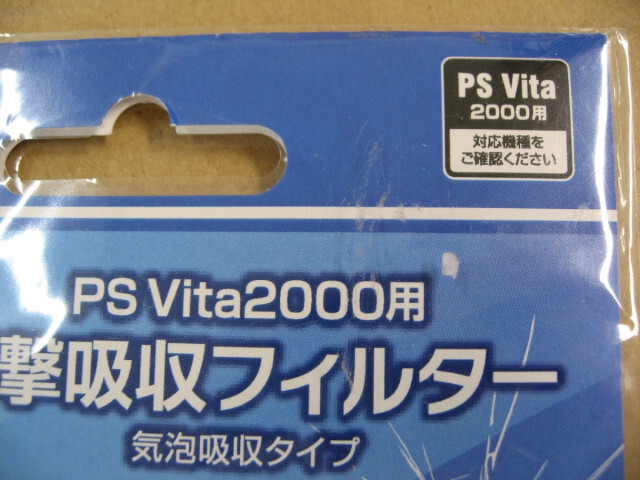 PS Vita
2000用
対応機種を
ご確認ください
PS Vita2000用
撃吸収フィルター
気泡吸収タイプ